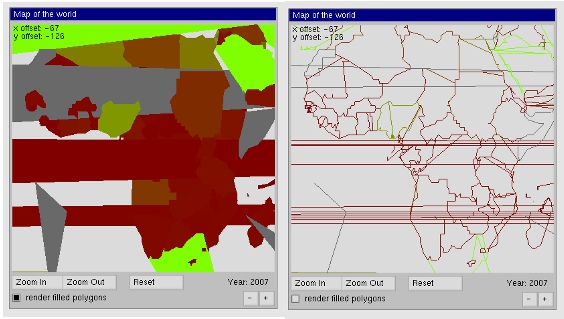 Map of the world
x offset: -67
y offset: -126
Zoom In Zoom Out Reset Year: 2007
render filled polygons - +
Map of the world
x offset: -67
y offset: -126
Zoom In Zoom Out Reset Year: 2007
render filled polygons - +